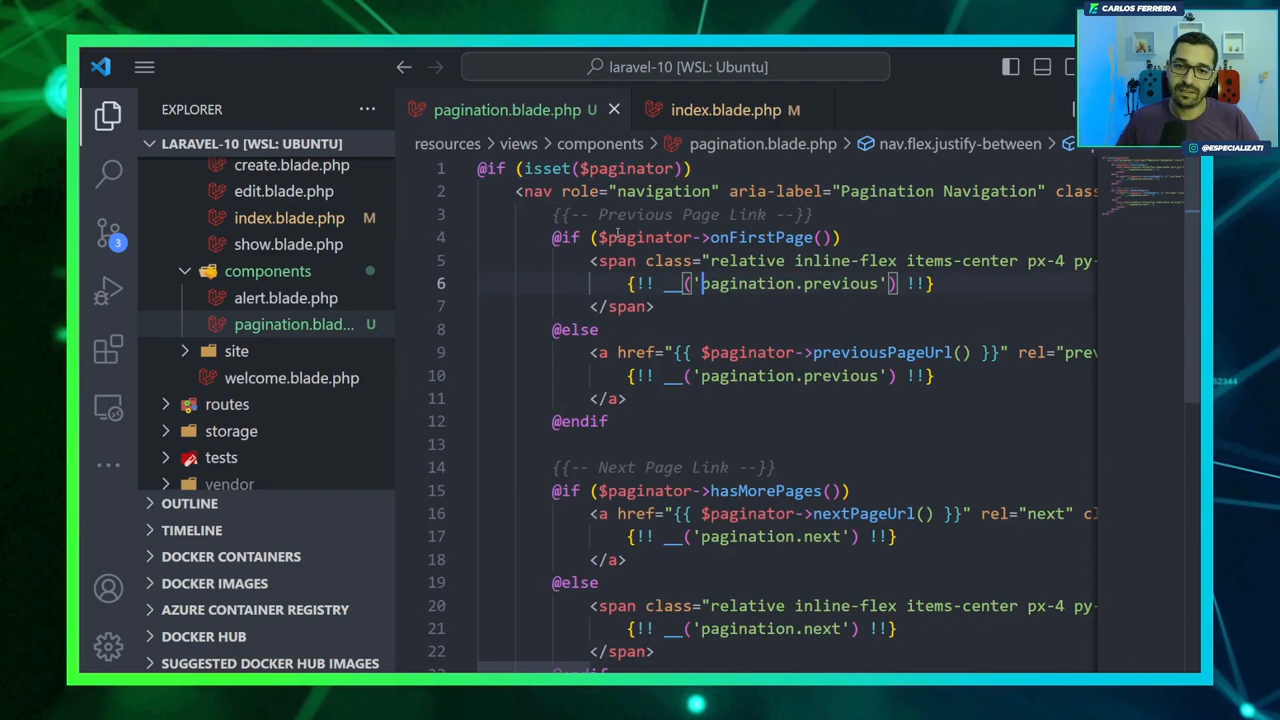 CARLOS FERREIRA
@ESPECIALIZATI
laravel-10 [WSL: Ubuntu]
EXPLORER
LARAVEL-10 [WSL: UBUNTU]
create.blade.php
edit.blade.php
index.blade.php M
show.blade.php
components
alert.blade.php
pagination.blad... U
site
welcome.blade.php
routes
storage
tests
vendor
OUTLINE
TIMELINE
DOCKER CONTAINERS
DOCKER IMAGES
AZURE CONTAINER REGISTRY
DOCKER HUB
SUGGESTED DOCKER HUB IMAGES
3
pagination.blade.php U
index.blade.php M
resources > views > components > pagination.blade.php > nav.flex.justify-between >
1 @if (isset($paginator))
2 <nav role="navigation" aria-label="Pagination Navigation" class
3 {{-- Previous Page Link --}}
4 @if ($paginator->onFirstPage())
5 <span class="relative inline-flex items-center px-4 py-
6 {!! __('pagination.previous') !!}
7 </span>
8 @else
9 <a href="{{ $paginator->previousPageUrl() }}" rel="prev
10 {!! __('pagination.previous') !!}
11 </a>
12 @endif
13
14 {{-- Next Page Link --}}
15 @if ($paginator->hasMorePages())
16 <a href="{{ $paginator->nextPageUrl() }}" rel="next" cl
17 {!! __('pagination.next') !!}
18 </a>
19 @else
20 <span class="relative inline-flex items-center px-4 py-
21 {!! __('pagination.next') !!}
22 </span>